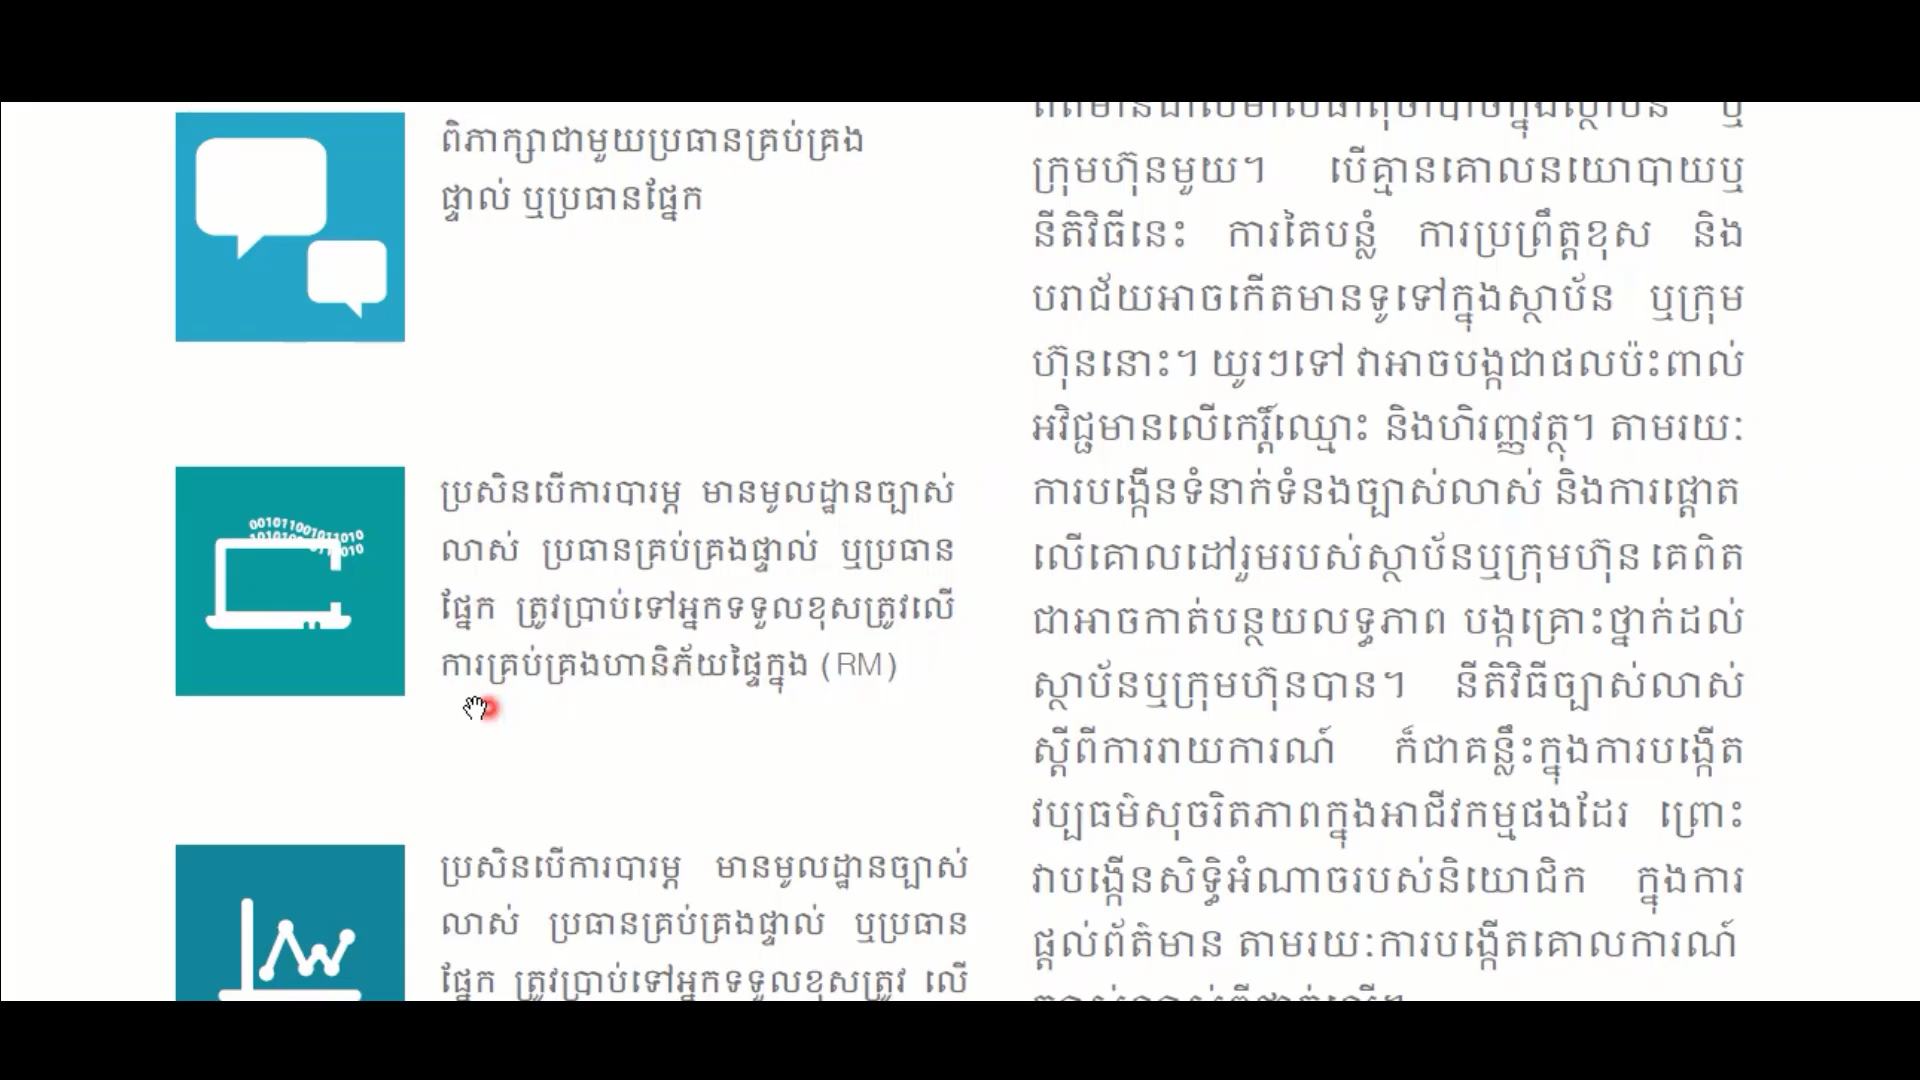 ពិភាក្សាជាមួយប្រធានគ្រប់គ្រង
ផ្ទាល់ ឬប្រធានផ្នែក
001011001011010
ប្រសិនបើការបារម្ភ មានមូលដ្ឋានច្បាស់
លាស់ ប្រធានគ្រប់គ្រងផ្ទាល់ ឬប្រធាន
ផ្នែក ត្រូវប្រាប់ទៅអ្នកទទួលខុសត្រូវលើ
ការគ្រប់គ្រងហានិភ័យផ្ទៃក្នុង (RM)
ប្រសិនបើការបារម្ភ មានមូលដ្ឋានច្បាស់
លាស់ ប្រធានគ្រប់គ្រងផ្ទាល់ ឬប្រធាន
ផ្នែក ត្រូវប្រាប់ទៅអ្នកទទួលខុសត្រូវ លើ
ក្រុមហ៊ុនមួយ។ បើគ្មានគោលនយោបាយឬ
នីតិវិធីនេះ ការគៃបន្លំ ការប្រព្រឹត្តខុស និង
បរាជ័យអាចកើតមានទូទៅក្នុងស្ថាប័ន ឬក្រុម
ហ៊ុននោះ។ យូរៗទៅ វាអាចបង្កជាផលប៉ះពាល់
អវិជ្ជមានលើកេរ្តិ៍ឈ្មោះ និងហិរញ្ញវត្ថុ។ តាមរយៈ
ការបង្កើនទំនាក់ទំនងច្បាស់លាស់ និងការផ្តោត
លើគោលដៅរួមរបស់ស្ថាប័នឬក្រុមហ៊ុន គេពិត
ជាអាចកាត់បន្ថយលទ្ធភាព បង្កគ្រោះថ្នាក់ដល់
ស្ថាប័នឬក្រុមហ៊ុនបាន។ នីតិវិធីច្បាស់លាស់
ស្តីពីការរាយការណ៍ ក៏ជាគន្លឹះក្នុងការបង្កើត
វប្បធម៌សុចរិតភាពក្នុងអាជីវកម្មផងដែរ ព្រោះ
វាបង្កើនសិទ្ធិអំណាចរបស់និយោជិក ក្នុងការ
ផ្តល់ព័ត៌មាន តាមរយៈការបង្កើតគោលការណ៍